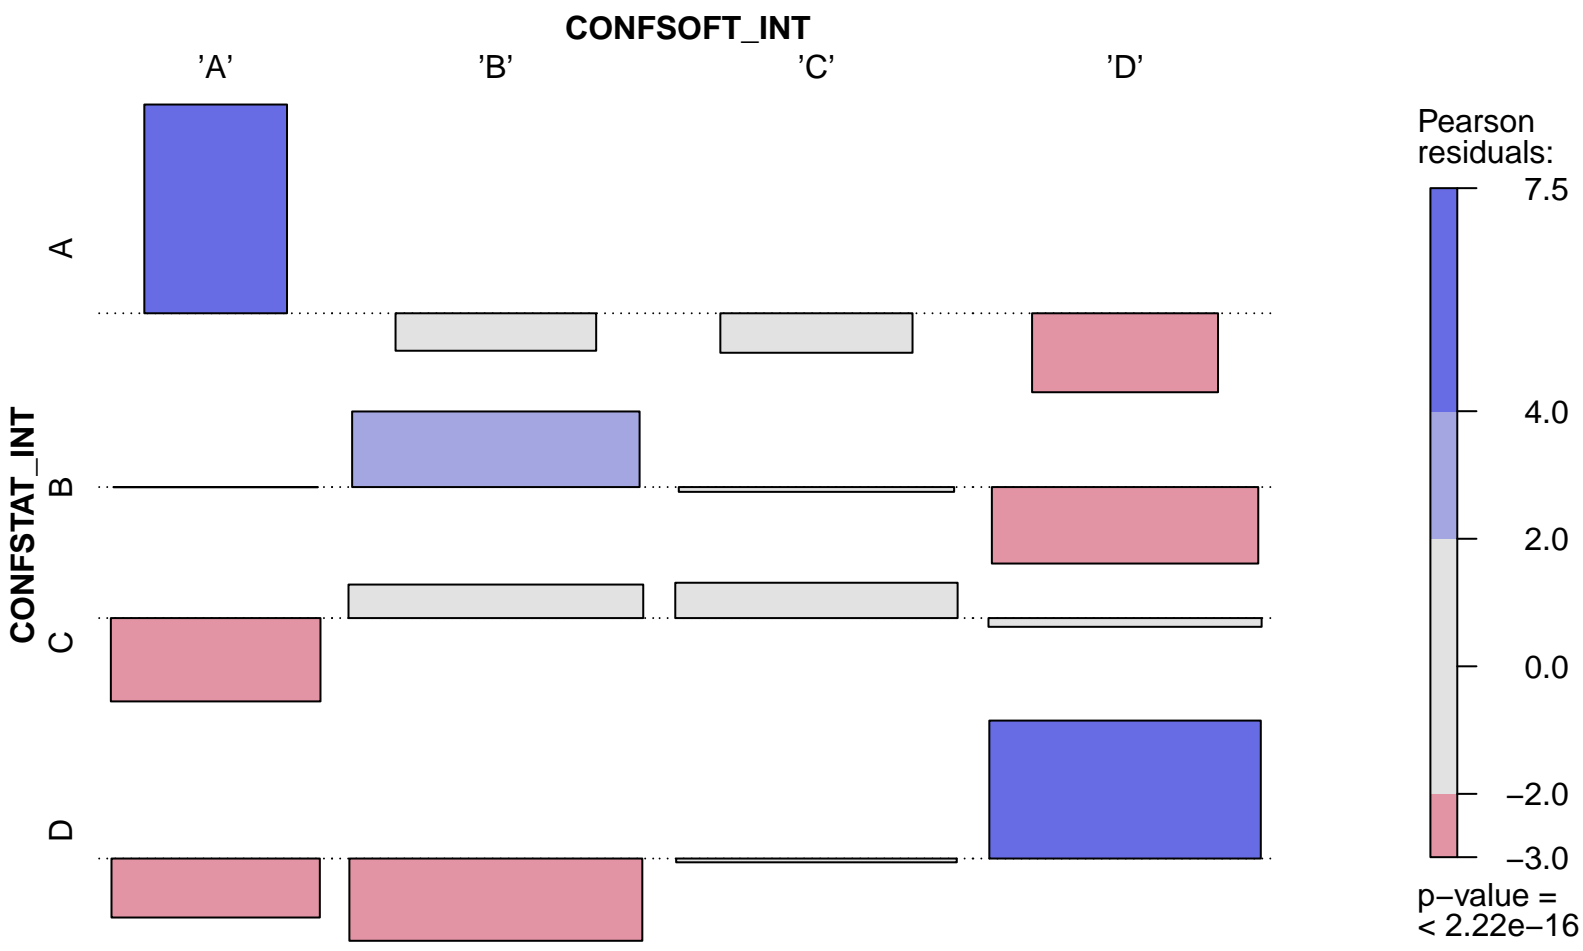 CONFSOFT_INT
’A’ ’B’ ’C’ ’D’
CONFSTAT_INT
A
B
C
D
Pearson
residuals:
7.5
4.0
2.0
0.0
−2.0
−3.0
p−value =
< 2.22e−16